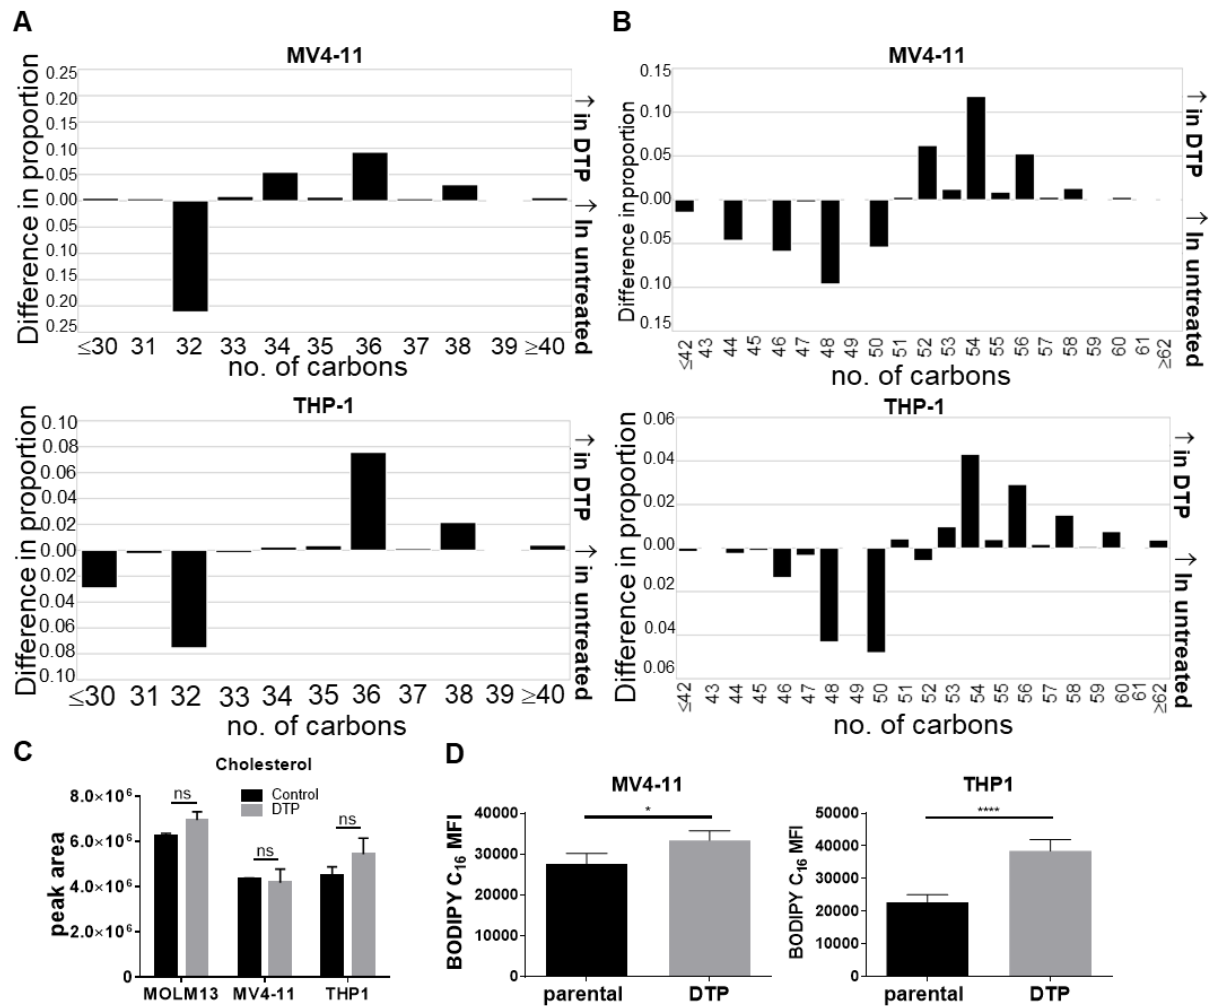 A
B
MV4-11
Difference in proportion
0.25
0.20
0.15
0.10
0.05
0.00
0.05
0.10
0.15
0.20
0.25
↑ in DTP
↑ In untreated
≤30 31 32 33 34 35 36 37 38 39 ≥40
no. of carbons
MV4-11
Difference in proportion
0.15
0.10
0.05
0.00
0.05
0.10
0.15
↑ in DTP
↑ In untreated
≤42 43 44 45 46 47 48 49 50 51 52 53 54 55 56 57 58 59 60 61 ≥62
no. of carbons
THP-1
Difference in proportion
0.10
0.08
0.06
0.04
0.02
0.00
0.02
0.04
0.06
0.08
0.10
↑ in DTP
↑ in untreated
≤30 31 32 33 34 35 36 37 38 39 ≥40
no. of carbons
THP-1
Difference in proportion
0.06
0.04
0.02
0.00
0.02
0.04
0.06
↑ in DTP
↑ In untreated
≤42 43 44 45 46 47 48 49 50 51 52 53 54 55 56 57 58 59 60 61 ≥62
no. of carbons
C
Cholesterol
Control
DTP
peak area
8.0×10⁶
6.0×10⁶
4.0×10⁶
2.0×10⁶
0
ns
ns
ns
MOLM13 MV4-11 THP1
D
MV4-11
BODIPY C₁₆ MFI
40000
30000
20000
10000
0
*
parental DTP
THP1
BODIPY C₁₆ MFI
50000
40000
30000
20000
10000
0
****
parental DTP